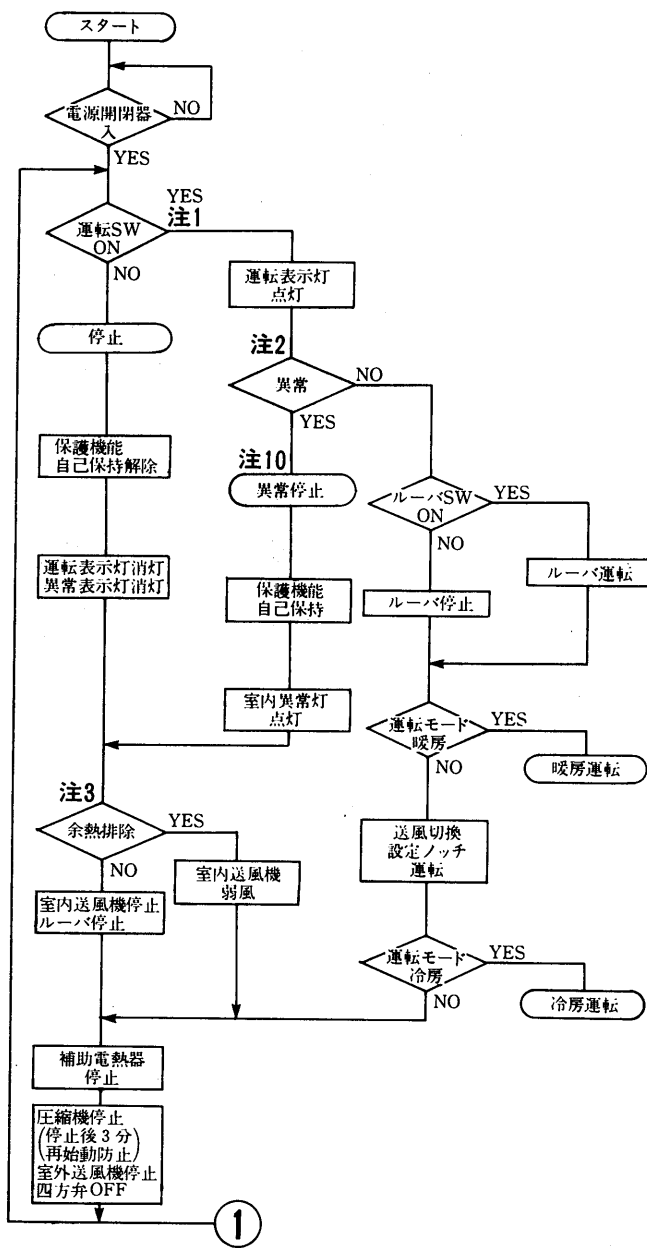 スタート
電源開閉器
入
NO
YES
運転SW
ON
YES
注1
NO
運転表示灯
点灯
停止
注2
異常
NO
YES
保護機能
自己保持解除
注10
異常停止
ルーバSW
ON
YES
NO
運転表示灯消灯
異常表示灯消灯
保護機能
自己保持
ルーバ運転
ルーバ停止
室内異常灯
点灯
運転モード
暖房
YES
NO
暖房運転
注3
余熱排除
YES
NO
送風切換
設定ノッチ
運転
室内送風機
弱風
室内送風機停止
ルーバ停止
運転モード
冷房
YES
NO
冷房運転
補助電熱器
停止
圧縮機停止
(停止後3分)
(再始動防止)
室外送風機停止
四方弁OFF
1